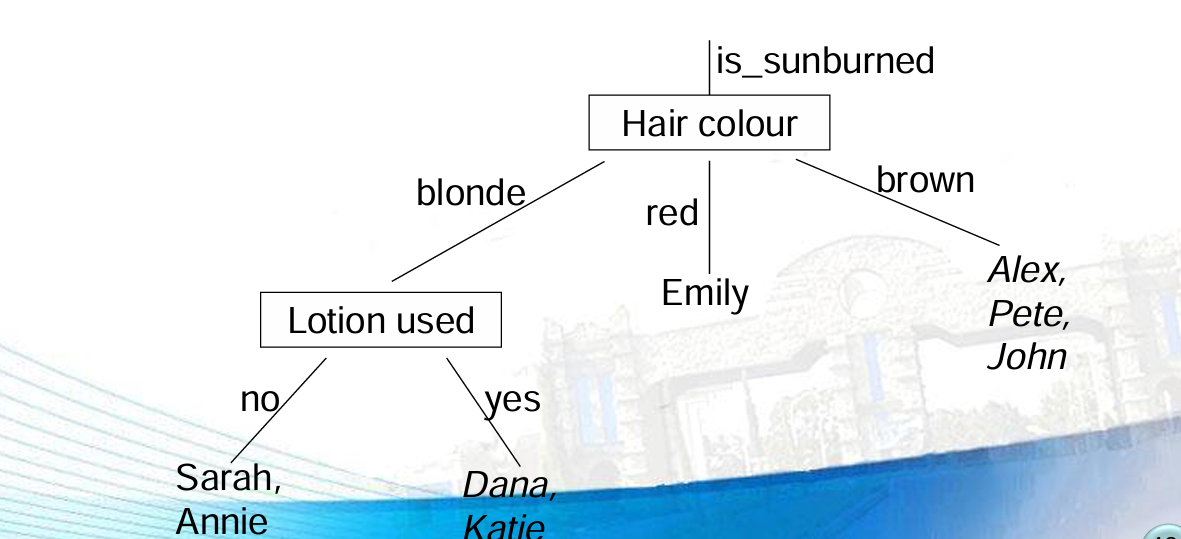 is_sunburned
Hair colour
blonde
red
brown
Emily
Alex,
Pete,
John
Lotion used
no
yes
Sarah,
Annie
Dana,
Katie